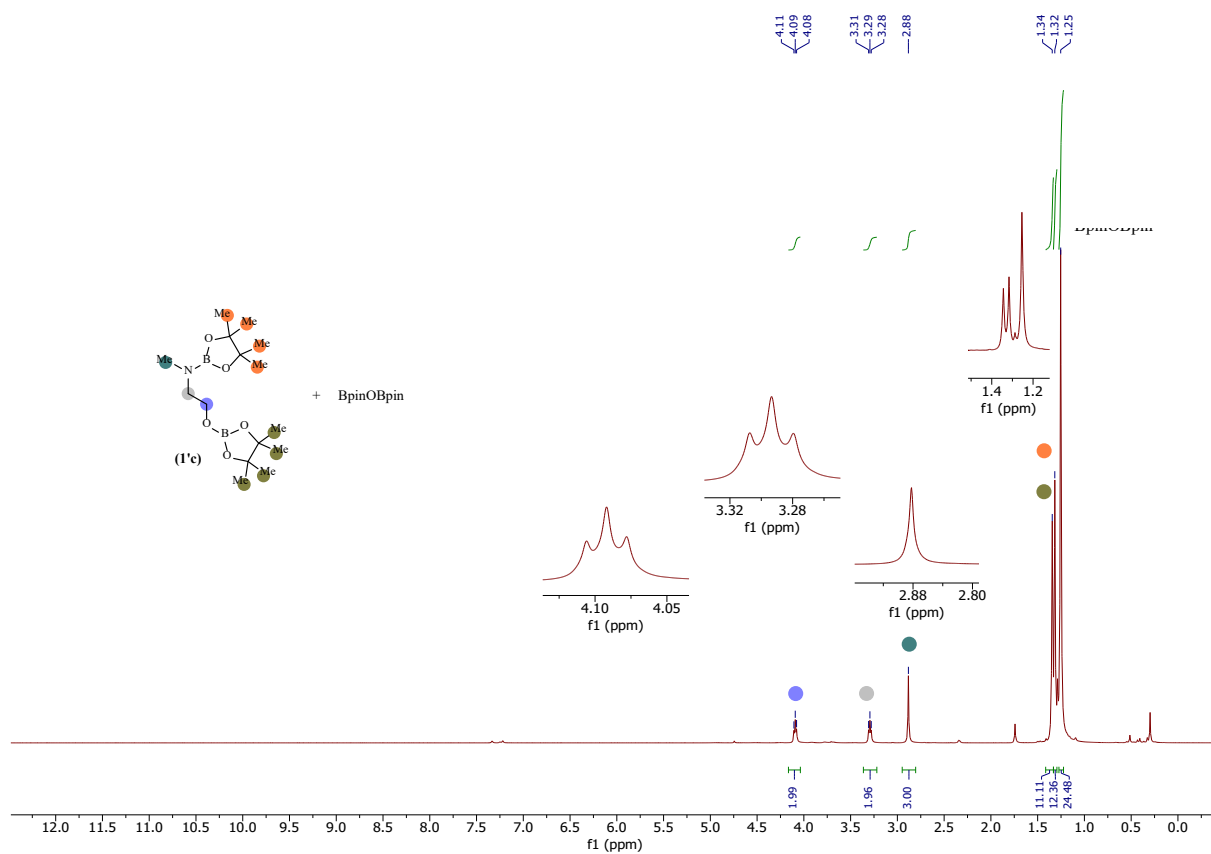 4.11
4.09
4.08
3.31
3.29
3.28
2.88
1.34
1.32
1.25
BpinOBpin
1.4 1.2
f1 (ppm)
Me Me
Me
Me
O
B
O
Me
N
+ BpinOBpin
O
B O
O
Me
Me
Me
Me
(1'c)
3.32 3.28
f1 (ppm)
4.10 4.05
f1 (ppm)
2.88 2.80
f1 (ppm)
1.99
1.96
3.00
11.11
12.36
24.48
12.0 11.5 11.0 10.5 10.0 9.5 9.0 8.5 8.0 7.5 7.0 6.5 6.0 5.5 5.0 4.5 4.0 3.5 3.0 2.5 2.0 1.5 1.0 0.5 0.0
f1 (ppm)